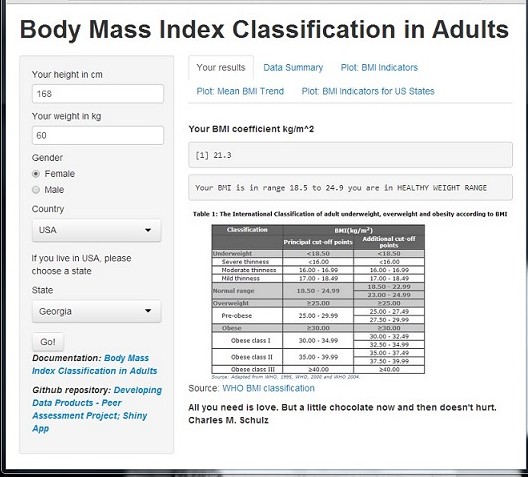 Body Mass Index Classification in Adults
Your height in cm
168
Your weight in kg
60
Gender
Female
Male
Country
USA
If you live in USA, please
choose a state
State
Georgia
Go!
Documentation: Body Mass
Index Classification in Adults
Github repository: Developing
Data Products - Peer
Assessment Project; Shiny
App
Your results Data Summary Plot: BMI Indicators
Plot: Mean BMI Trend Plot: BMI Indicators for US States
Your BMI coefficient kg/m^2
[1] 21.3
Your BMI is in range 18.5 to 24.9 you are in HEALTHY WEIGHT RANGE
Table 1: The International Classification of adult underweight, overweight and obesity according to BMI
Classification BMI(kg/m²)
Principal cut-off points Additional cut-off
points
Underweight <18.50 <18.50
Severe thinness <16.00 <16.00
Moderate thinness 16.00 - 16.99 16.00 - 16.99
Mild thinness 17.00 - 18.49 17.00 - 18.49
Normal range 18.50 - 24.99 18.50 - 22.99
23.00 - 24.99
Overweight ≥25.00 ≥25.00
Pre-obese 25.00 - 29.99 25.00 - 27.49
27.50 - 29.99
Obese ≥30.00 ≥30.00
Obese class I 30.00 - 34.99 30.00 - 32.49
32.50 - 34.99
Obese class II 35.00 - 39.99 35.00 - 37.49
37.50 - 39.99
Obese class III ≥40.00 ≥40.00
Source: Adapted from WHO, 1995, WHO, 2000 and WHO 2004.
Source: WHO BMI classification
All you need is love. But a little chocolate now and then doesn't hurt.
Charles M. Schulz